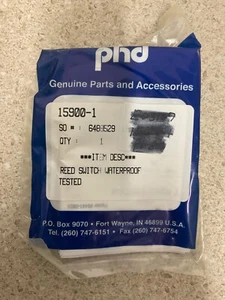 phd
Genuine Parts and Accessories
15900-1
SO # : 6488529
QTY : 1
***ITEM DESC***
REED SWITCH WATERPROOF
TESTED
P.O. Box 9070 • Fort Wayne, IN 46899 U.S.A.
Tel. (260) 747-6151 • Fax (260) 747-6754